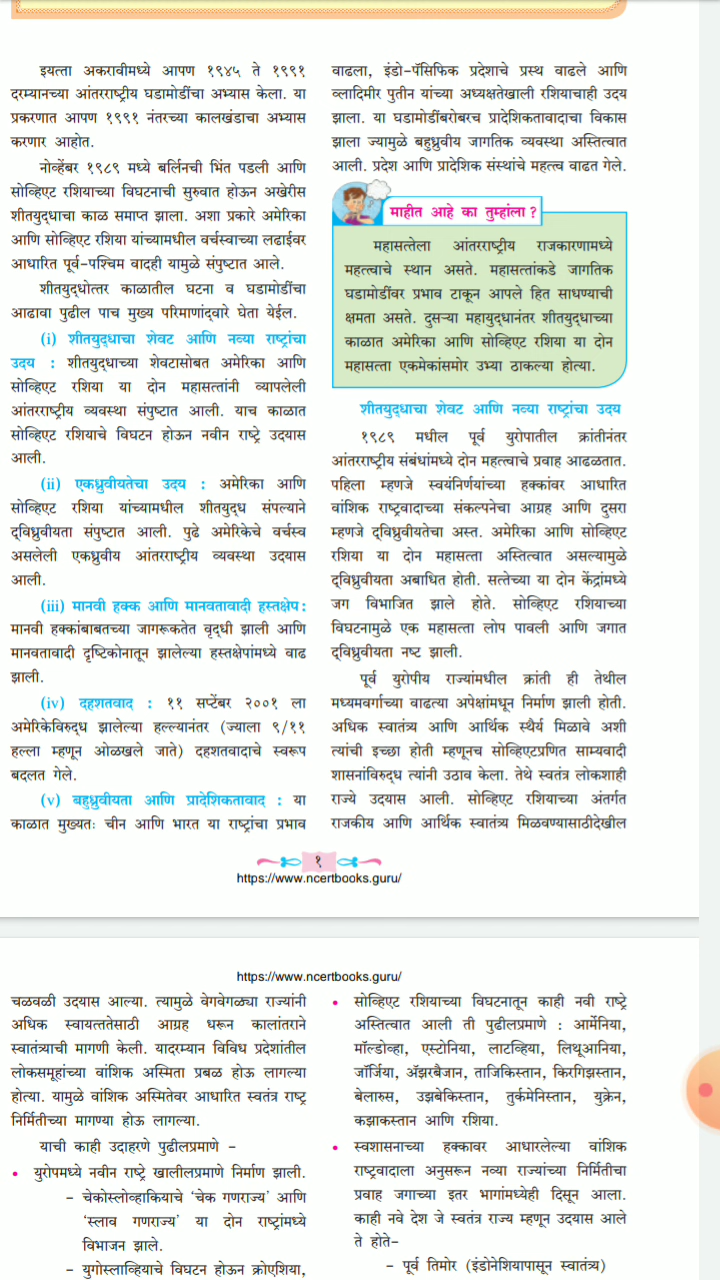 इयत्ता अकरावीमध्ये आपण १९४५ ते १९९१
दरम्यानच्या आंतरराष्ट्रीय घडामोडींचा अभ्यास केला. या
प्रकरणात आपण १९९१ नंतरच्या कालखंडाचा अभ्यास
करणार आहोत.
नोव्हेंबर १९८९ मध्ये बर्लिनची भिंत पडली आणि
सोव्हिएट रशियाच्या विघटनाची सुरुवात होऊन अखेरीस
शीतयुद्धाचा काळ समाप्त झाला. अशा प्रकारे अमेरिका
आणि सोव्हिएट रशिया यांच्यामधील वर्चस्वाच्या लढाईवर
आधारित पूर्व-पश्चिम वादही यामुळे संपुष्टात आले.
शीतयुद्धोत्तर काळातील घटना व घडामोडींचा
आढावा पुढील पाच मुख्य परिमाणांद्वारे घेता येईल.
(i) शीतयुद्धाचा शेवट आणि नव्या राष्ट्रांचा
उदय : शीतयुद्धाच्या शेवटासोबत अमेरिका आणि
सोव्हिएट रशिया या दोन महासत्तांनी व्यापलेली
आंतरराष्ट्रीय व्यवस्था संपुष्टात आली. याच काळात
सोव्हिएट रशियाचे विघटन होऊन नवीन राष्ट्रे उदयास
आली.
(ii) एकध्रुवीयतेचा उदय : अमेरिका आणि
सोव्हिएट रशिया यांच्यामधील शीतयुद्ध संपल्याने
द्विध्रुवीयता संपुष्टात आली. पुढे अमेरिकेचे वर्चस्व
असलेली एकध्रुवीय आंतरराष्ट्रीय व्यवस्था उदयास
आली.
(iii) मानवी हक्क आणि मानवतावादी हस्तक्षेप :
मानवी हक्कांबाबतच्या जागरूकतेत वृद्धी झाली आणि
मानवतावादी दृष्टिकोनातून झालेल्या हस्तक्षेपांमध्ये वाढ
झाली.
(iv) दहशतवाद : ११ सप्टेंबर २००१ ला
अमेरिकेविरुद्ध झालेल्या हल्ल्यानंतर (ज्याला ९/११
हल्ला म्हणून ओळखले जाते) दहशतवादाचे स्वरूप
बदलत गेले.
(v) बहुध्रुवीयता आणि प्रादेशिकतावाद : या
काळात मुख्यतः चीन आणि भारत या राष्ट्रांचा प्रभाव
वाढला, इंडो-पॅसिफिक प्रदेशाचे प्रस्थ वाढले आणि
व्लादिमीर पुतीन यांच्या अध्यक्षतेखाली रशियाचाही उदय
झाला. या घडामोडींबरोबरच प्रादेशिकतावादाचा विकास
झाला ज्यामुळे बहुध्रुवीय जागतिक व्यवस्था अस्तित्वात
आली. प्रदेश आणि प्रादेशिक संस्थांचे महत्त्व वाढत गेले.
माहीत आहे का तुम्हांला ?
महासत्तेला आंतरराष्ट्रीय राजकारणामध्ये
महत्त्वाचे स्थान असते. महासत्तांकडे जागतिक
घडामोडींवर प्रभाव टाकून आपले हित साधण्याची
क्षमता असते. दुसऱ्या महायुद्धानंतर शीतयुद्धाच्या
काळात अमेरिका आणि सोव्हिएट रशिया या दोन
महासत्ता एकमेकांसमोर उभ्या ठाकल्या होत्या.
शीतयुद्धाचा शेवट आणि नव्या राष्ट्रांचा उदय
१९८९ मधील पूर्व युरोपातील क्रांतीनंतर
आंतरराष्ट्रीय संबंधांमध्ये दोन महत्त्वाचे प्रवाह आढळतात.
पहिला म्हणजे स्वयंनिर्णयांच्या हक्कांवर आधारित
वांशिक राष्ट्रवादाच्या संकल्पनेचा आग्रह आणि दुसरा
म्हणजे द्विध्रुवीयतेचा अस्त. अमेरिका आणि सोव्हिएट
रशिया या दोन महासत्ता अस्तित्वात असल्यामुळे
द्विध्रुवीयता अबाधित होती. सत्तेच्या या दोन केंद्रांमध्ये
जग विभाजित झाले होते. सोव्हिएट रशियाच्या
विघटनामुळे एक महासत्ता लोप पावली आणि जगात
द्विध्रुवीयता नष्ट झाली.
पूर्व युरोपीय राज्यांमधील क्रांती ही तेथील
मध्यमवर्गाच्या वाढत्या अपेक्षांमधून निर्माण झाली होती.
अधिक स्वातंत्र्य आणि आर्थिक स्थैर्य मिळावे अशी
त्यांची इच्छा होती म्हणूनच सोव्हिएटप्रणित साम्यवादी
शासनांविरुद्ध त्यांनी उठाव केला. तेथे स्वतंत्र लोकशाही
राज्ये उदयास आली. सोव्हिएट रशियाच्या अंतर्गत
राजकीय आणि आर्थिक स्वातंत्र्य मिळवण्यासाठीदेखील
१
https://www.ncertbooks.guru/
https://www.ncertbooks.guru/
चळवळी उदयास आल्या. त्यामुळे वेगवेगळ्या राज्यांनी
अधिक स्वायत्ततेसाठी आग्रह धरून कालांतराने
स्वातंत्र्याची मागणी केली. यादरम्यान विविध प्रदेशांतील
लोकसमूहांच्या वांशिक अस्मिता प्रबळ होऊ लागल्या
होत्या. यामुळे वांशिक अस्मितेवर आधारित स्वतंत्र राष्ट्र
निर्मितीच्या मागण्या होऊ लागल्या.
याची काही उदाहरणे पुढीलप्रमाणे -
• युरोपमध्ये नवीन राष्ट्रे खालीलप्रमाणे निर्माण झाली.
- चेकोस्लोव्हाकियाचे 'चेक गणराज्य' आणि
'स्लाव गणराज्य' या दोन राष्ट्रांमध्ये
विभाजन झाले.
- युगोस्लाव्हियाचे विघटन होऊन क्रोएशिया,
• सोव्हिएट रशियाच्या विघटनातून काही नवी राष्ट्रे
अस्तित्वात आली ती पुढीलप्रमाणे : आर्मेनिया,
मॉल्डोव्हा, एस्टोनिया, लाटव्हिया, लिथूआनिया,
जॉर्जिया, अॅझरबैजान, ताजिकिस्तान, किरगिझस्तान,
बेलारुस, उझबेकिस्तान, तुर्कमेनिस्तान, युक्रेन,
कझाकस्तान आणि रशिया.
• स्वशासनाच्या हक्कावर आधारलेल्या वांशिक
राष्ट्रवादाला अनुसरून नव्या राज्यांच्या निर्मितीचा
प्रवाह जगाच्या इतर भागांमध्येही दिसून आला.
काही नवे देश जे स्वतंत्र राज्य म्हणून उदयास आले
ते होते-
- पूर्व तिमोर (इंडोनेशियापासून स्वातंत्र्य)